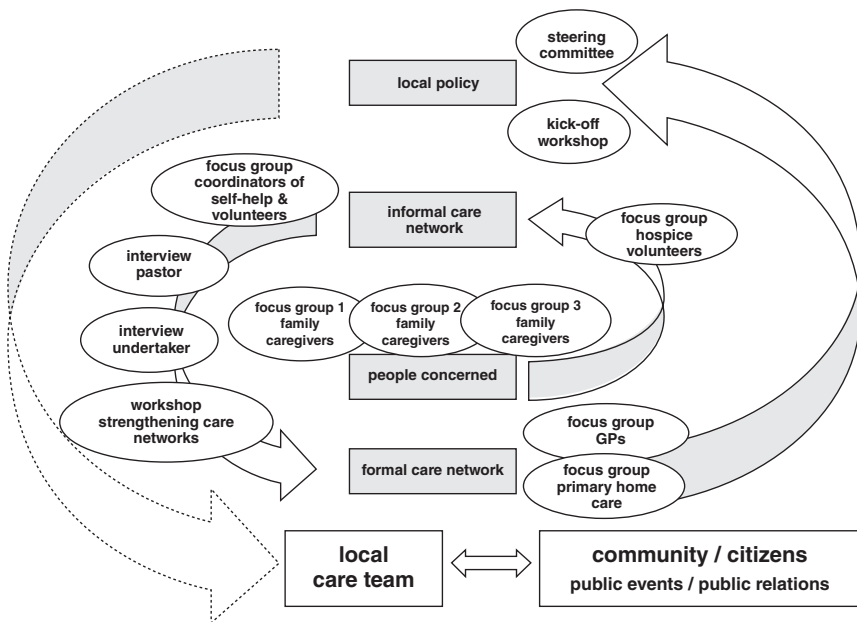 steering
committee
local policy
kick-off
workshop
focus group
coordinators of
self-help &
volunteers
informal care
network
focus group
hospice
volunteers
interview
pastor
focus group 1
family
caregivers
focus group 2
family
caregivers
focus group 3
family
caregivers
interview
undertaker
people concerned
workshop
strengthening care
networks
focus group
GPs
formal care network
focus group
primary home
care
local
care team
community / citizens
public events / public relations